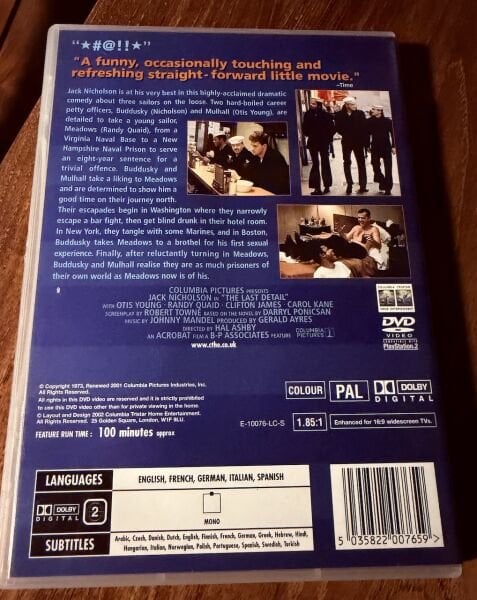 "★#@!!★"
"A funny, occasionally touching and
refreshing straight-forward little movie."
–Time
Jack Nicholson is at his very best in this highly-acclaimed dramatic
comedy about three sailors on the loose. Two hard-boiled career
petty officers, Buddusky (Nicholson) and Mulhall (Otis Young), are
detailed to take a young sailor,
Meadows (Randy Quaid), from a
Virginia Naval Base to a New
Hampshire Naval Prison to serve
an eight-year sentence for a
trivial offence. Buddusky and
Mulhall take a liking to Meadows
and are determined to show him a
good time on their journey north.
Their escapades begin in Washington where they narrowly
escape a bar fight, then get blind drunk in their hotel room.
In New York, they tangle with some Marines, and in Boston,
Buddusky takes Meadows to a brothel for his first sexual
experience. Finally, after reluctantly turning in Meadows,
Buddusky and Mulhall realise they are as much prisoners of
their own world as Meadows now is of his.
COLUMBIA PICTURES PRESENTS
JACK NICHOLSON IN "THE LAST DETAIL"
WITH OTIS YOUNG · RANDY QUAID · CLIFTON JAMES · CAROL KANE
SCREENPLAY BY ROBERT TOWNE BASED ON THE NOVEL BY DARRYL PONICSAN
MUSIC BY JOHNNY MANDEL PRODUCED BY GERALD AYRES
DIRECTED BY HAL ASHBY
AN ACROBAT FILM A B-P ASSOCIATES FEATURE
COLUMBIA
PICTURES
www.cthe.co.uk
COLUMBIA TRISTAR
HOME ENTERTAINMENT
DVD
VIDEO
COMPATIBLE WITH
PlayStation.2
© Copyright 1973, Renewed 2001 Columbia Pictures Industries, Inc.
All Rights Reserved.
All rights in this DVD video are reserved and it is strictly prohibited
to use this DVD video other than for private viewing in the home.
© Layout and Design 2002 Columbia Tristar Home Entertainment.
All Rights Reserved. 25 Golden Square, London, W1F 9LU.
FEATURE RUN TIME: 100 minutes approx
COLOUR
PAL
DOLBY
DIGITAL
E-10076-LC-S
1.85:1
Enhanced for 16:9 widescreen TVs.
LANGUAGES
ENGLISH, FRENCH, GERMAN, ITALIAN, SPANISH
DOLBY
DIGITAL
2
MONO
SUBTITLES
Arabic, Czech, Danish, Dutch, English, Finnish, French, German, Greek, Hebrew, Hindi,
Hungarian, Italian, Norwegian, Polish, Portuguese, Spanish, Swedish, Turkish
5 035822 007659 >